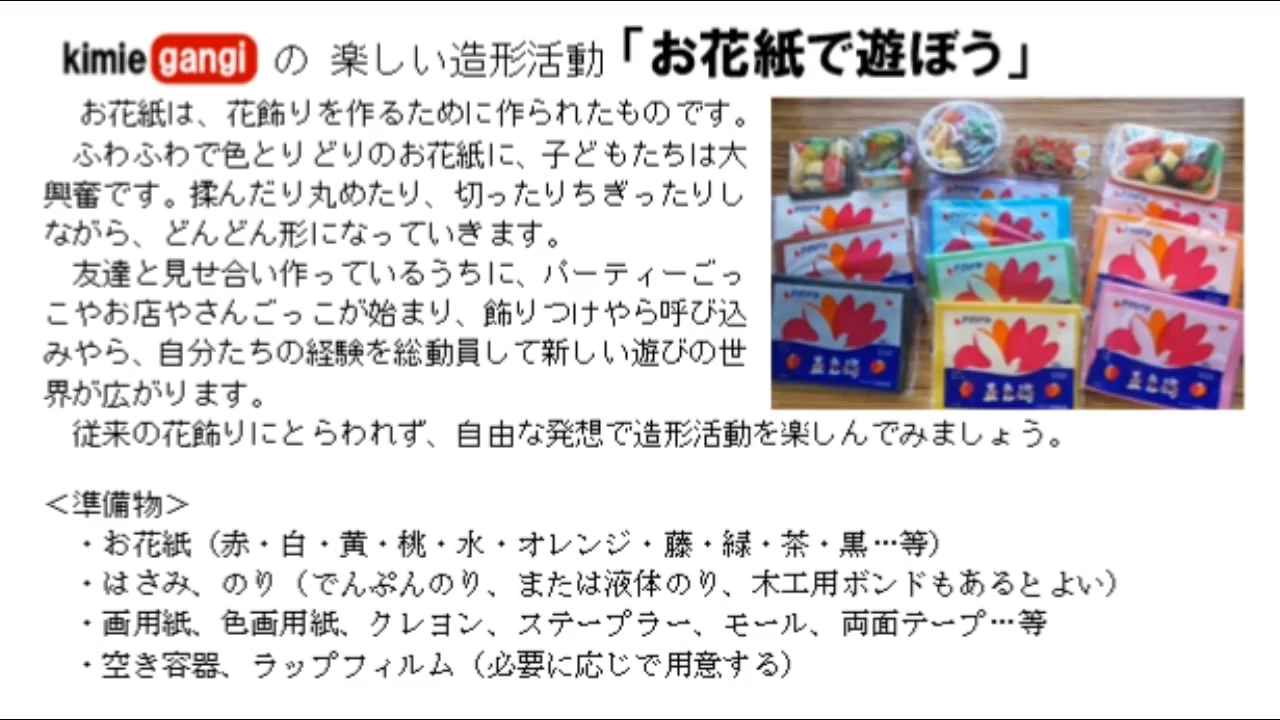 kimie gangi の 楽しい造形活動「お花紙で遊ぼう」
お花紙は、花飾りを作るために作られたものです。
ふわふわで色とりどりのお花紙に、子どもたちは大
興奮です。揉んだり丸めたり、切ったりちぎったりし
ながら、どんどん形になっていきます。
友達と見せ合い作っているうちに、パーティーごっ
こやお店やさんごっこが始まり、飾りつけやら呼び込
みやら、自分たちの経験を総動員して新しい遊びの世
界が広がります。
従来の花飾りにとらわれず、自由な発想で造形活動を楽しんでみましょう。
＜準備物＞
・お花紙（赤・白・黄・桃・水・オレンジ・藤・緑・茶・黒…等）
・はさみ、のり（でんぷんのり、または液体のり、木工用ボンドもあるとよい）
・画用紙、色画用紙、クレヨン、ステープラー、モール、両面テープ…等
・空き容器、ラップフィルム（必要に応じて用意する）